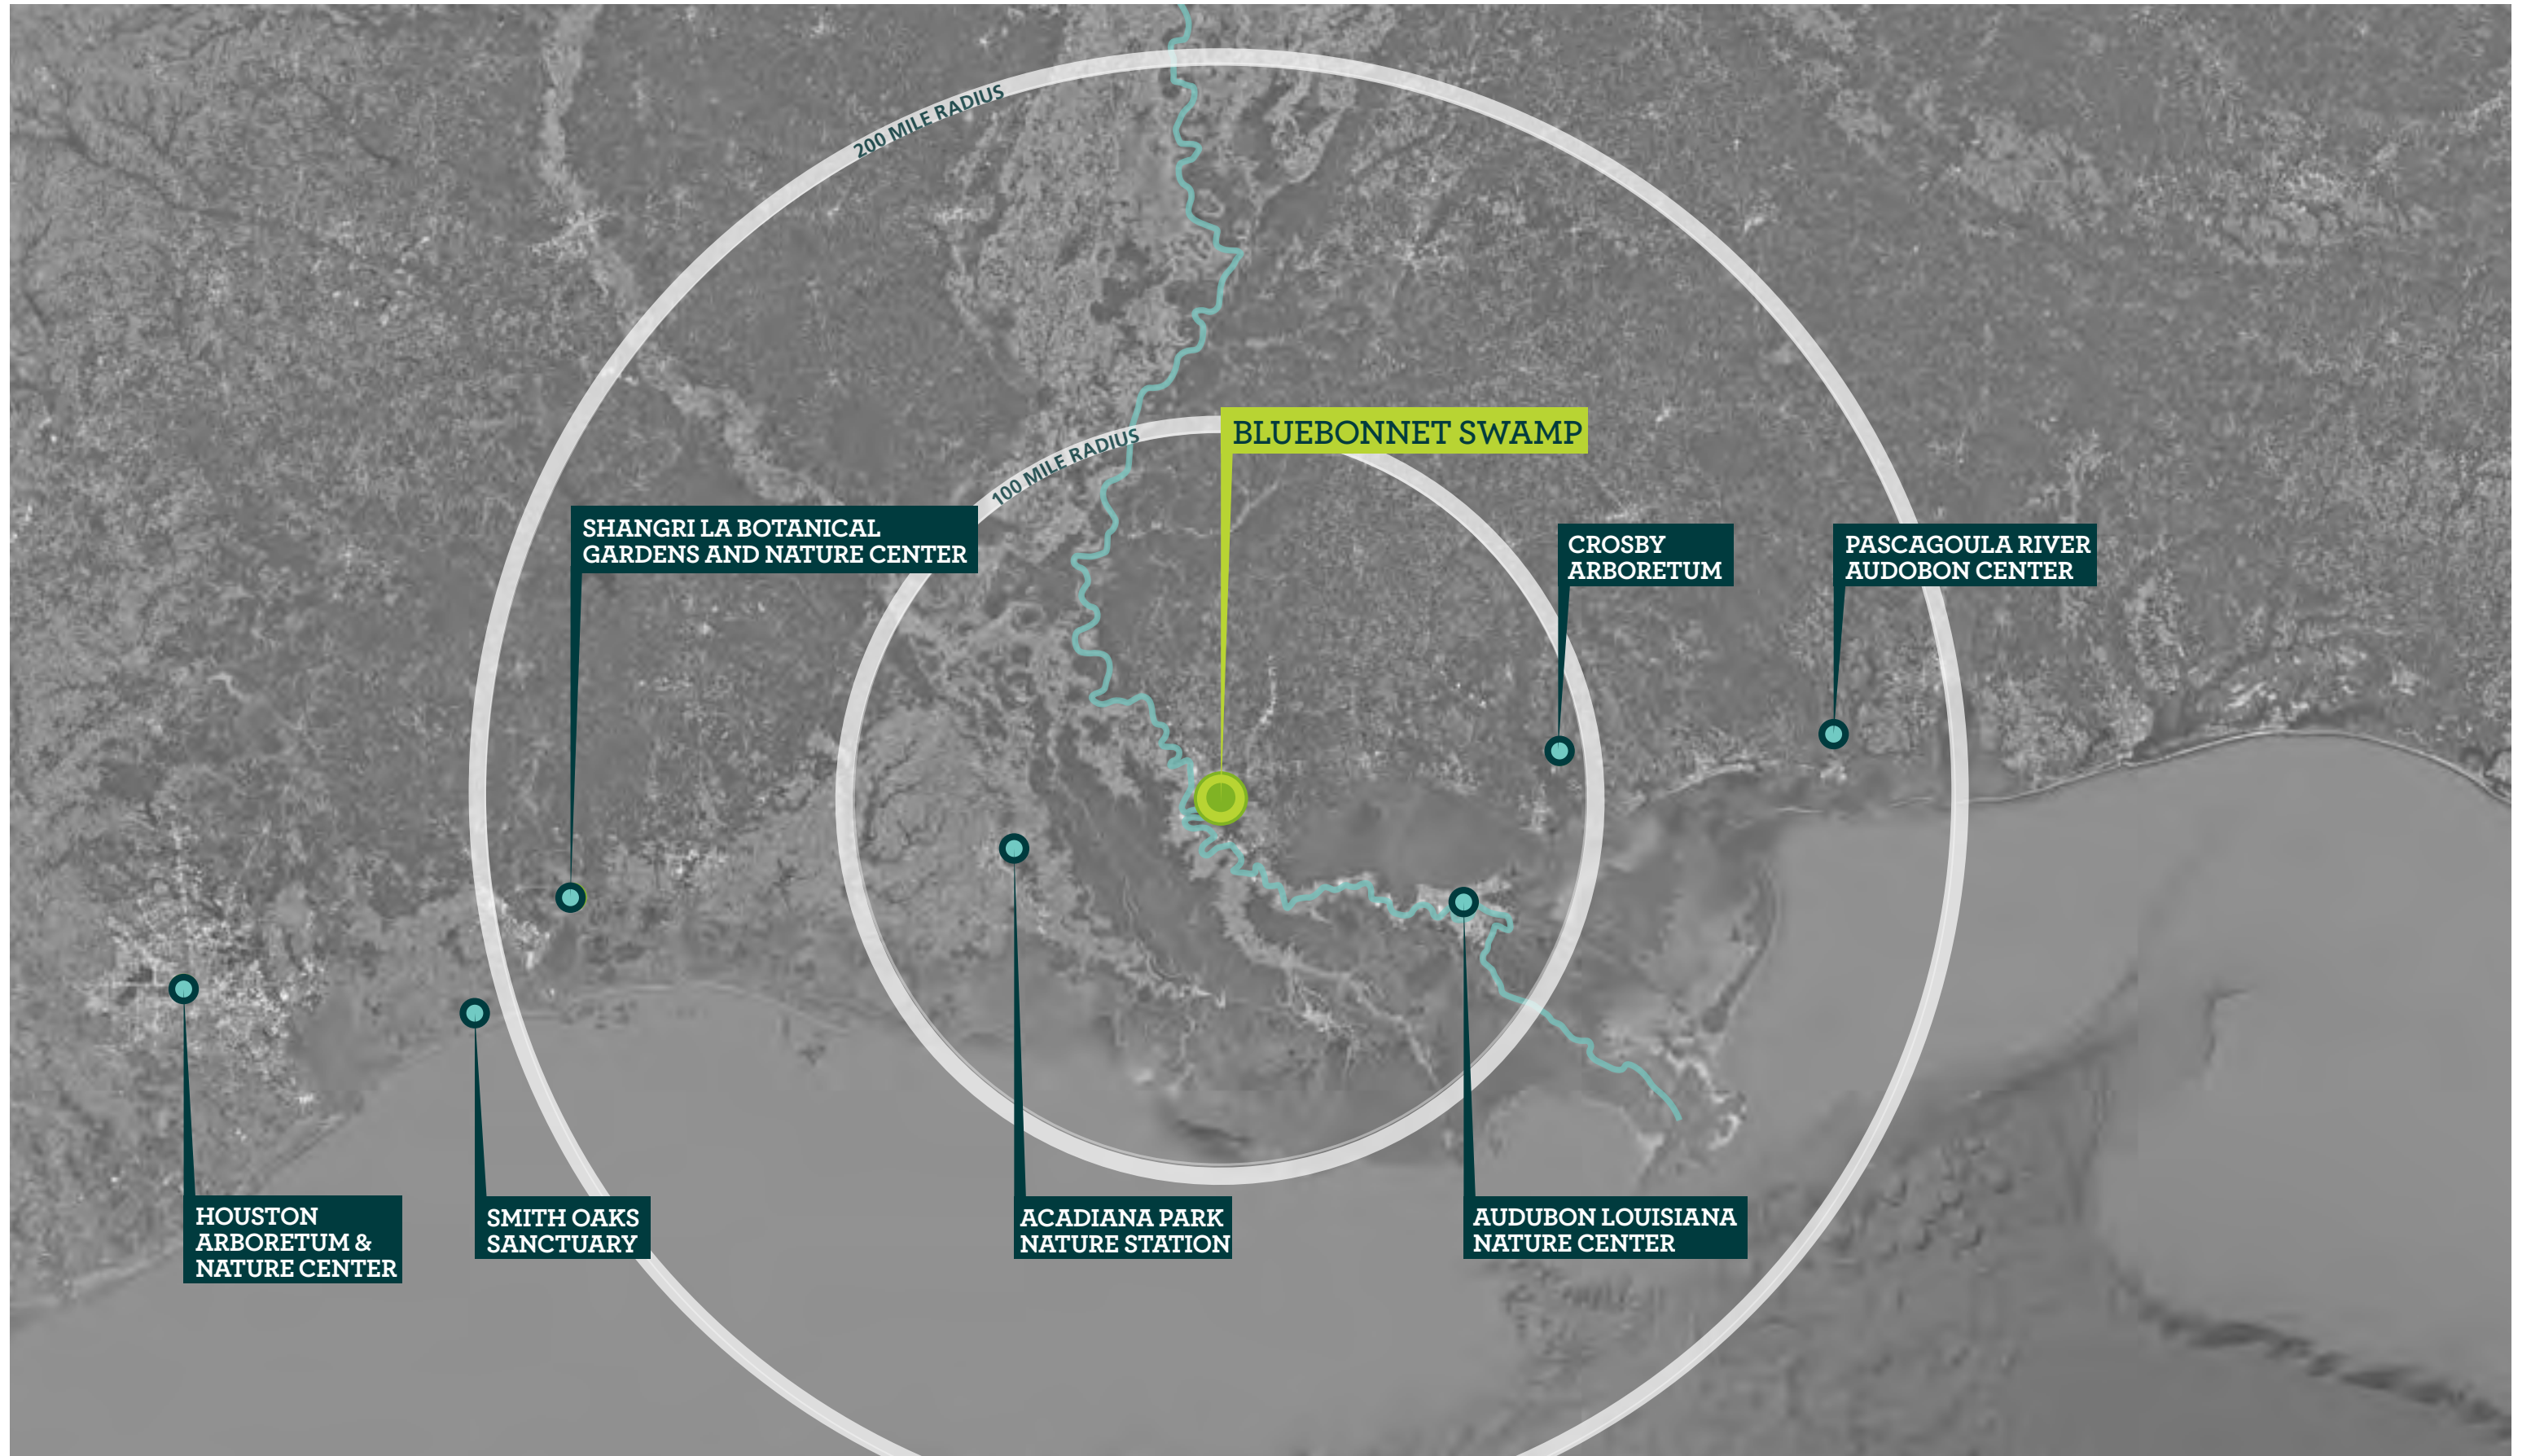 200 MILE RADIUS
100 MILE RADIUS
BLUEBONNET SWAMP
SHANGRI LA BOTANICAL
GARDENS AND NATURE CENTER
CROSBY
ARBORETUM
PASCAGOULA RIVER
AUDOBON CENTER
HOUSTON
ARBORETUM &
NATURE CENTER
SMITH OAKS
SANCTUARY
ACADIANA PARK
NATURE STATION
AUDUBON LOUISIANA
NATURE CENTER